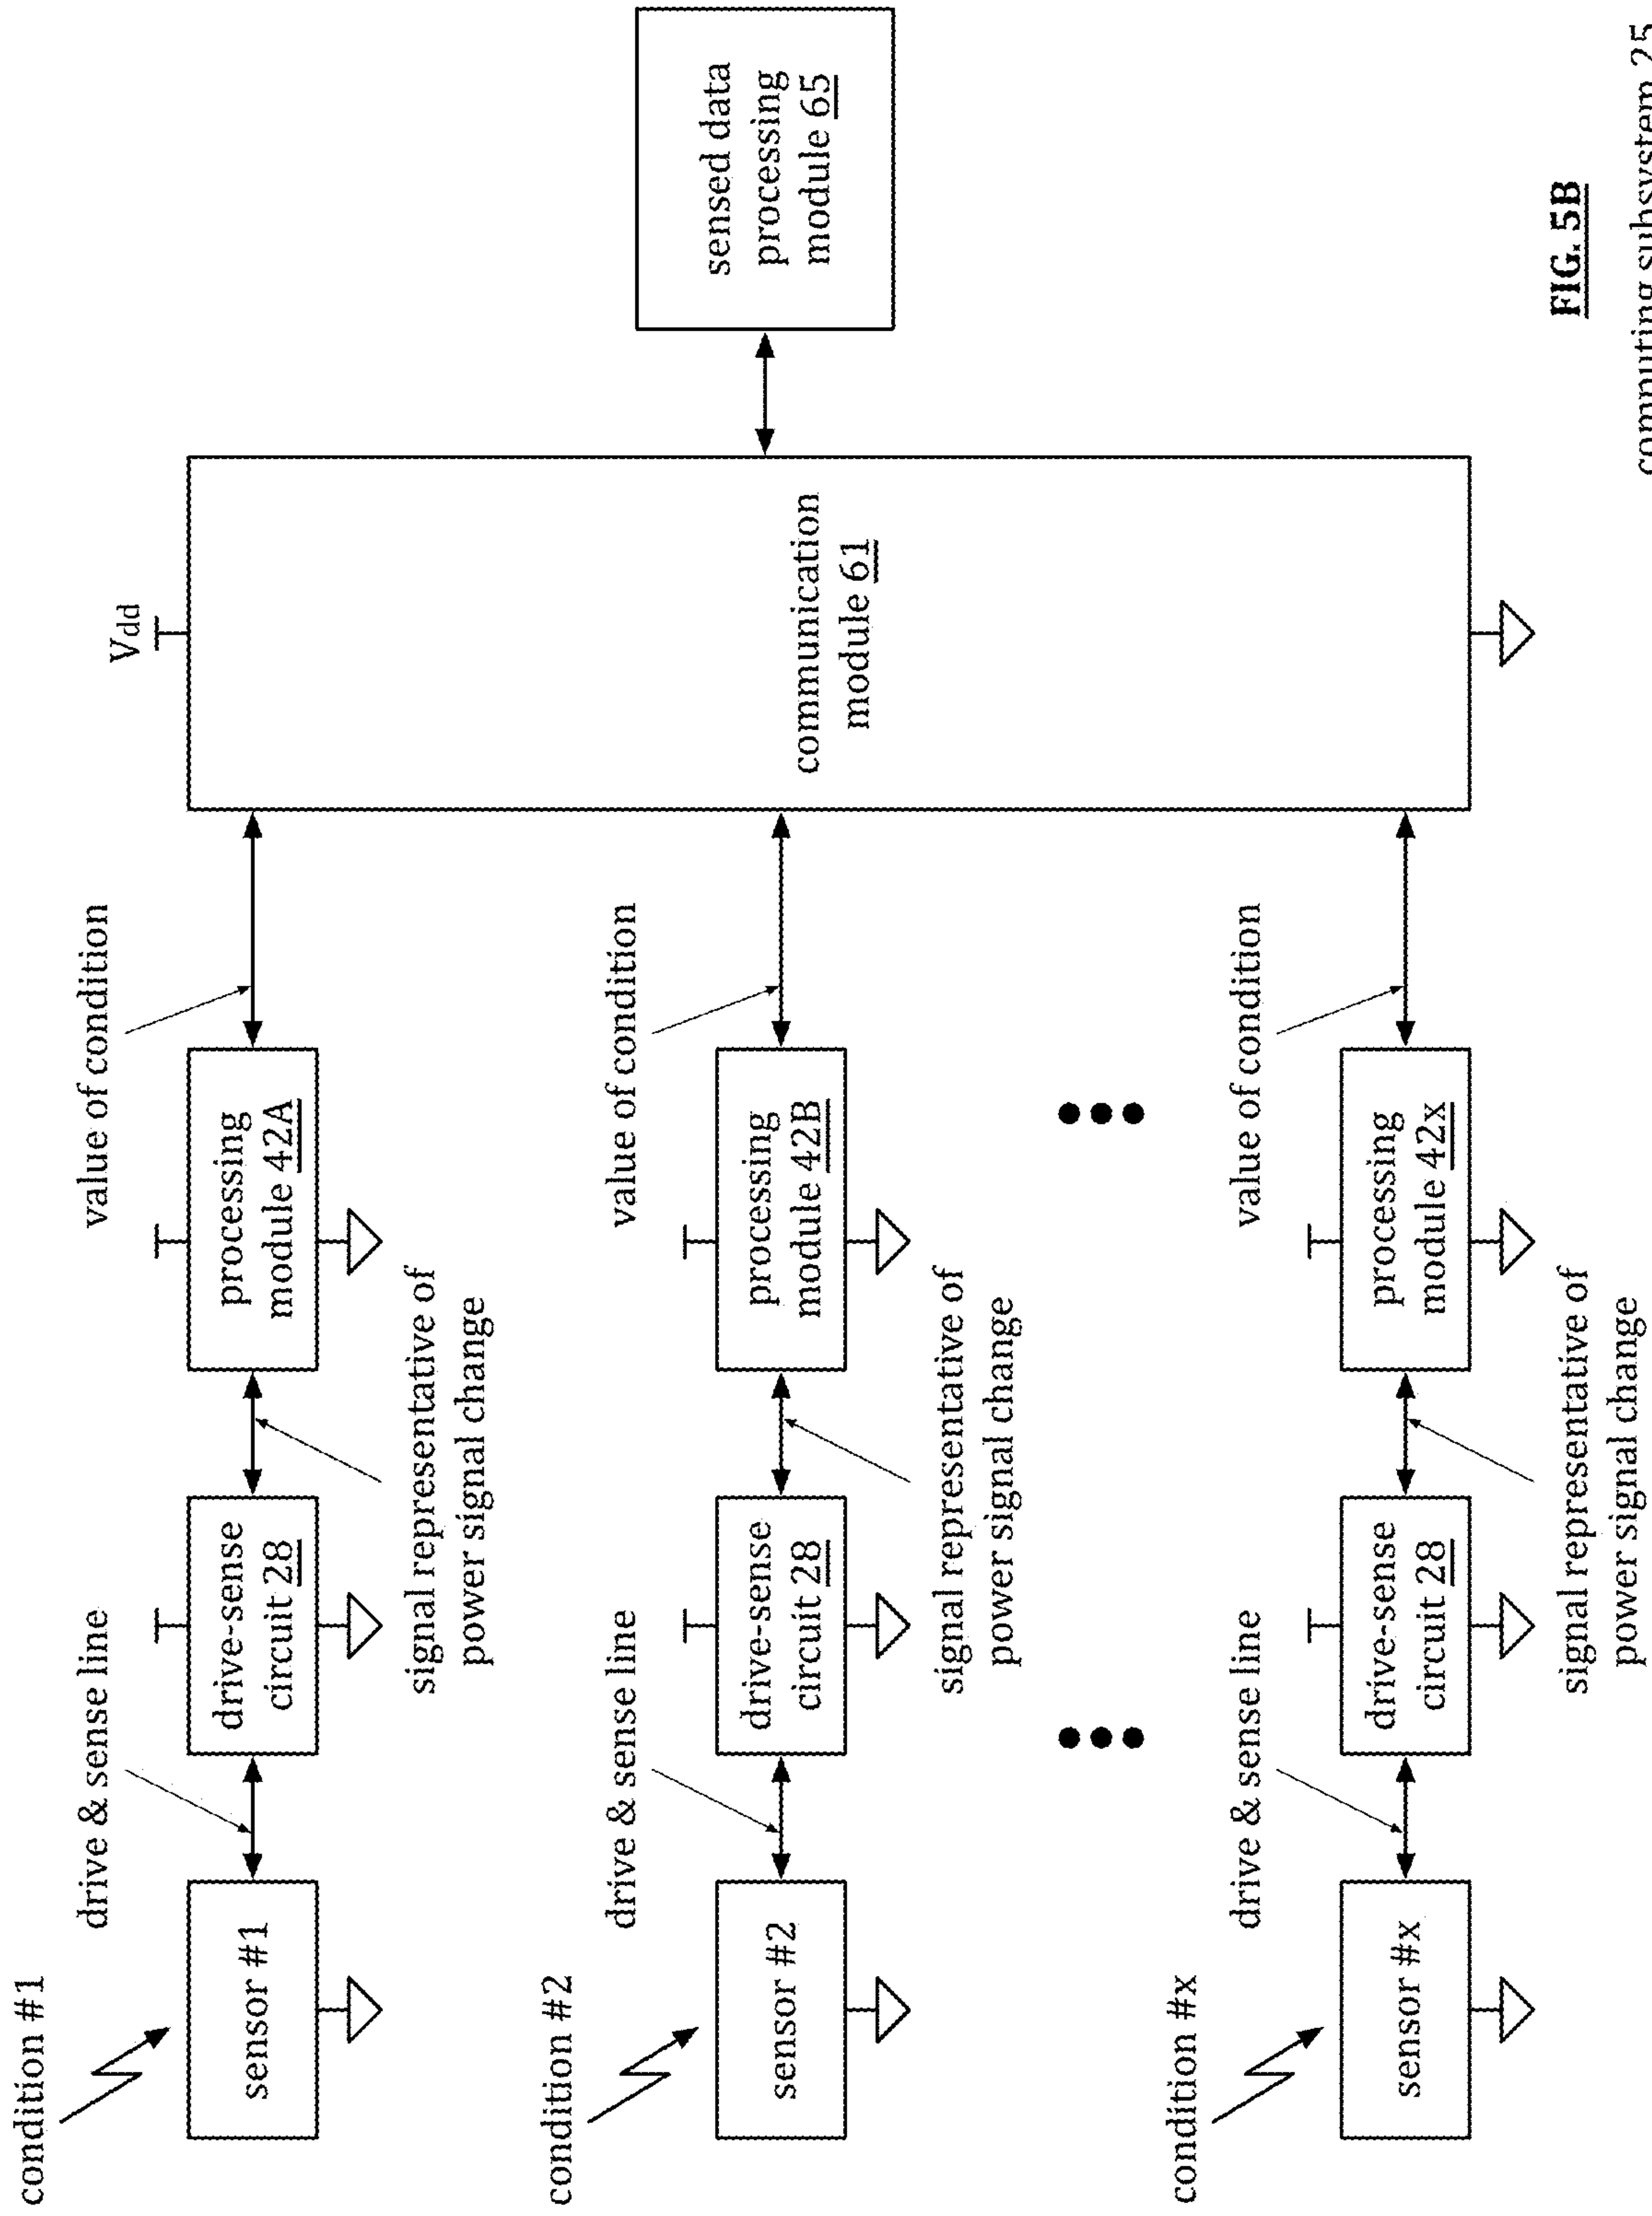 condition #1
drive & sense line
value of condition
Vdd
sensor #1
drive-sense
circuit 28
processing
module 42A
signal representative of
power signal change
condition #2
drive & sense line
value of condition
sensor #2
drive-sense
circuit 28
processing
module 42B
signal representative of
power signal change
communication
module 61
sensed data
processing
module 65
condition #x
drive & sense line
value of condition
sensor #x
drive-sense
circuit 28
processing
module 42x
signal representative of
power signal change
FIG. 5B
computing subsystem 25